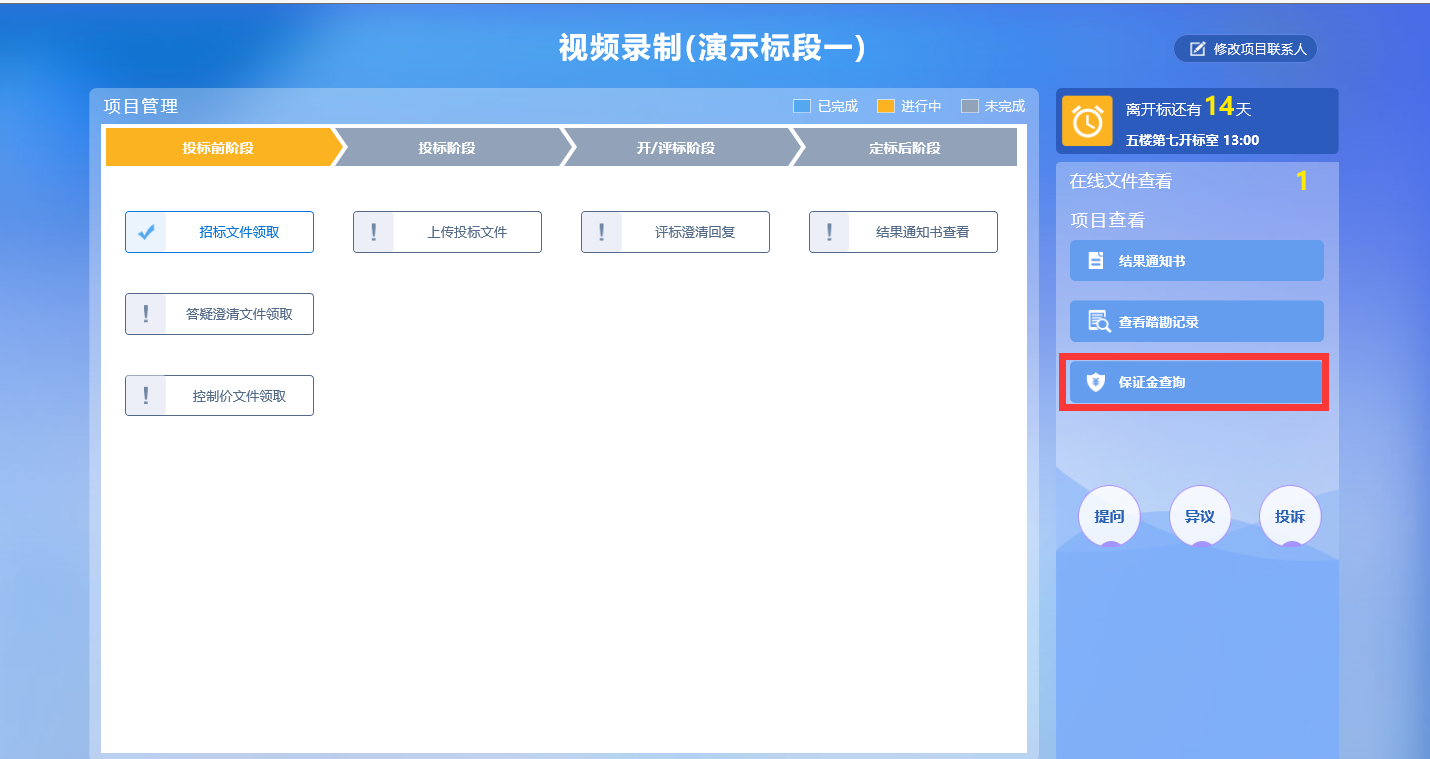 视频录制(演示标段一)
修改项目联系人
项目管理
已完成 进行中 未完成
投标前阶段 投标阶段 开/评标阶段 定标后阶段
招标文件领取 上传投标文件 评标澄清回复 结果通知书查看
答疑澄清文件领取
控制价文件领取
离开标还有14天
五楼第七开标室 13:00
在线文件查看 1
项目查看
结果通知书
查看踏勘记录
保证金查询
提问 异议 投诉